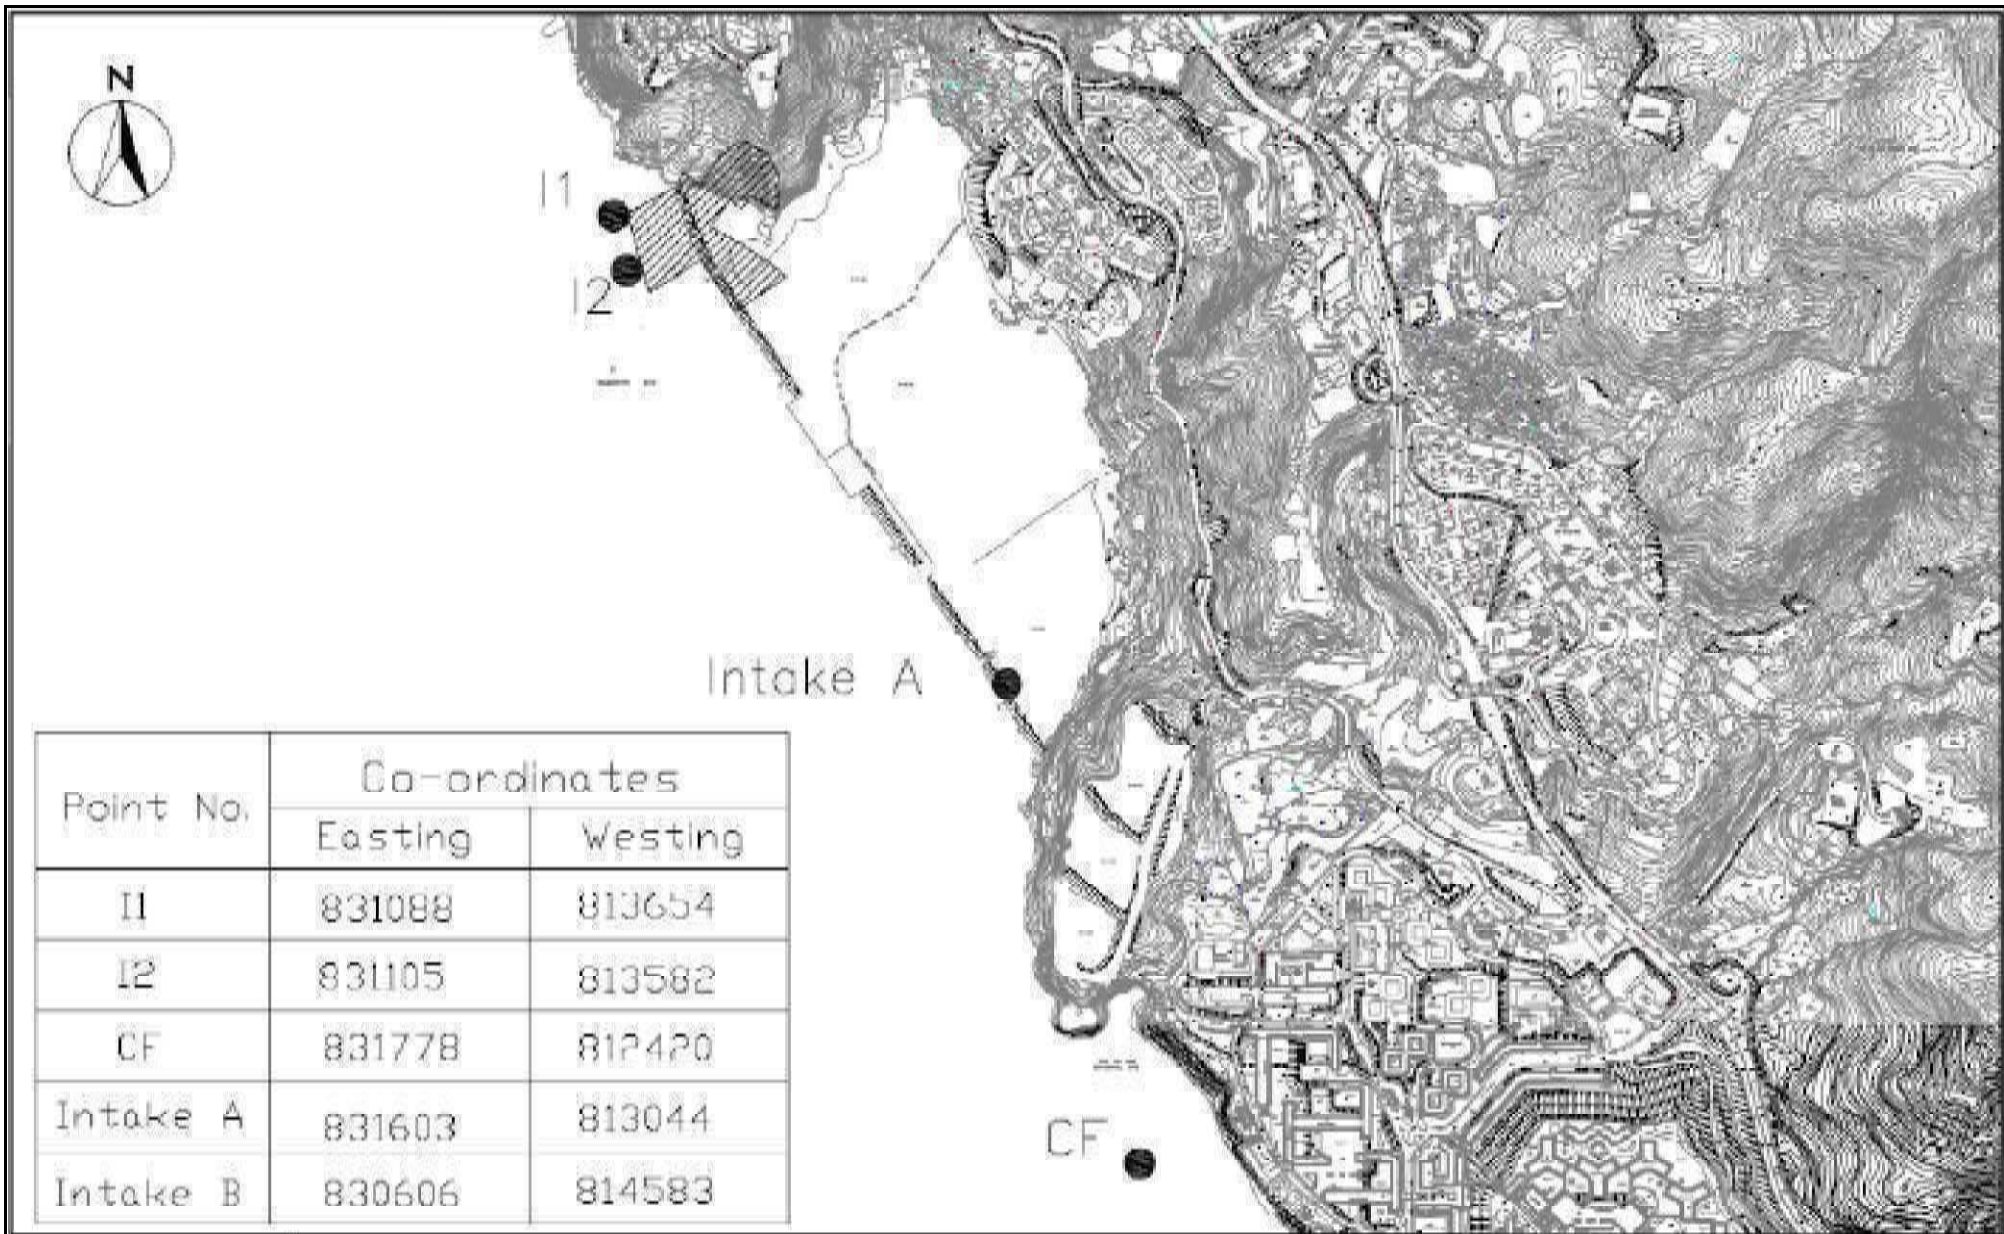 N
I1
I2
Intake A
Point No.
Co-ordinates
Easting Westing
I1 831088 813654
I2 831105 813582
CF 831778 812420
Intake A 831603 813044
Intake B 830606 814583
CF